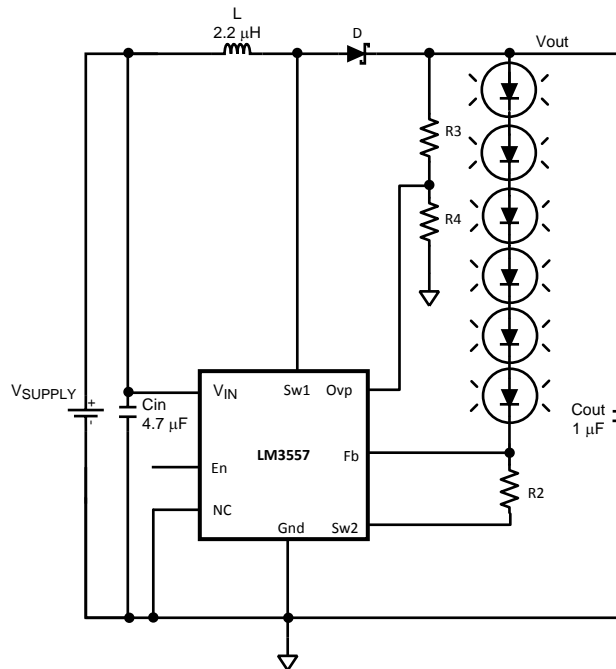 L
2.2 μH
D
Vout
R3
R4
VSUPPLY
+
-
Cin
4.7 μF
VIN
Sw1
Ovp
Cout
1 μF
LM3557
En
Fb
NC
R2
Gnd
Sw2